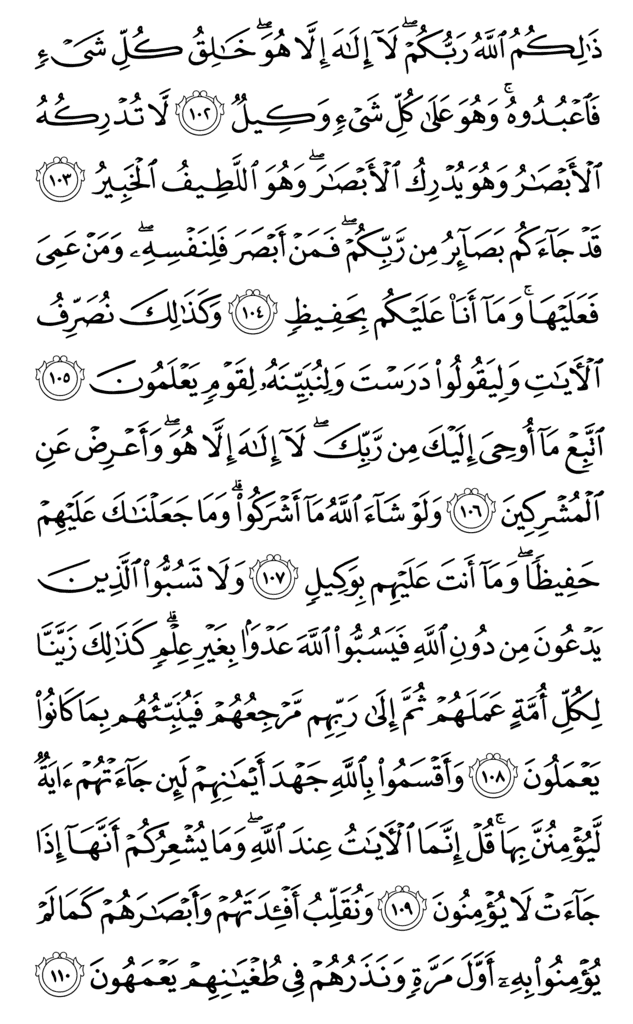 ذَٰلِكُمُ ٱللَّهُ رَبُّكُمۡۖ لَآ إِلَٰهَ إِلَّا هُوَۖ خَٰلِقُ كُلِّ شَيۡءٖ
فَٱعۡبُدُوهُۚ وَهُوَ عَلَىٰ كُلِّ شَيۡءٖ وَكِيلٞ ١٠٢ لَّا تُدۡرِكُهُ
ٱلۡأَبۡصَٰرُ وَهُوَ يُدۡرِكُ ٱلۡأَبۡصَٰرَۖ وَهُوَ ٱللَّطِيفُ ٱلۡخَبِيرُ ١٠٣
قَدۡ جَآءَكُم بَصَآئِرُ مِن رَّبِّكُمۡۖ فَمَنۡ أَبۡصَرَ فَلِنَفۡسِهِۦۖ وَمَنۡ عَمِيَ
فَعَلَيۡهَاۚ وَمَآ أَنَا۠ عَلَيۡكُم بِحَفِيظٖ ١٠٤ وَكَذَٰلِكَ نُصَرِّفُ
ٱلۡأٓيَٰتِ وَلِيَقُولُواْ دَرَسۡتَ وَلِنُبَيِّنَهُۥ لِقَوۡمٖ يَعۡلَمُونَ ١٠٥
ٱتَّبِعۡ مَآ أُوحِيَ إِلَيۡكَ مِن رَّبِّكَۖ لَآ إِلَٰهَ إِلَّا هُوَۖ وَأَعۡرِضۡ عَنِ
ٱلۡمُشۡرِكِينَ ١٠٦ وَلَوۡ شَآءَ ٱللَّهُ مَآ أَشۡرَكُواْۗ وَمَا جَعَلۡنَٰكَ عَلَيۡهِمۡ
حَفِيظٗاۖ وَمَآ أَنتَ عَلَيۡهِم بِوَكِيلٖ ١٠٧ وَلَا تَسُبُّواْ ٱلَّذِينَ
يَدۡعُونَ مِن دُونِ ٱللَّهِ فَيَسُبُّواْ ٱللَّهَ عَدۡوَۢا بِغَيۡرِ عِلۡمٖۗ كَذَٰلِكَ زَيَّنَّا
لِكُلِّ أُمَّةٍ عَمَلَهُمۡ ثُمَّ إِلَىٰ رَبِّهِم مَّرۡجِعُهُمۡ فَيُنَبِّئُهُم بِمَا كَانُواْ
يَعۡمَلُونَ ١٠٨ وَأَقۡسَمُواْ بِٱللَّهِ جَهۡدَ أَيۡمَٰنِهِمۡ لَئِن جَآءَتۡهُمۡ ءَايَةٞ
لَّيُؤۡمِنُنَّ بِهَاۚ قُلۡ إِنَّمَا ٱلۡأٓيَٰتُ عِندَ ٱللَّهِۖ وَمَا يُشۡعِرُكُمۡ أَنَّهَآ إِذَا
جَآءَتۡ لَا يُؤۡمِنُونَ ١٠٩ وَنُقَلِّبُ أَفۡـِٔدَتَهُمۡ وَأَبۡصَٰرَهُمۡ كَمَا لَمۡ
يُؤۡمِنُواْ بِهِۦٓ أَوَّلَ مَرَّةٖ وَنَذَرُهُمۡ فِي طُغۡيَٰنِهِمۡ يَعۡمَهُونَ ١١٠